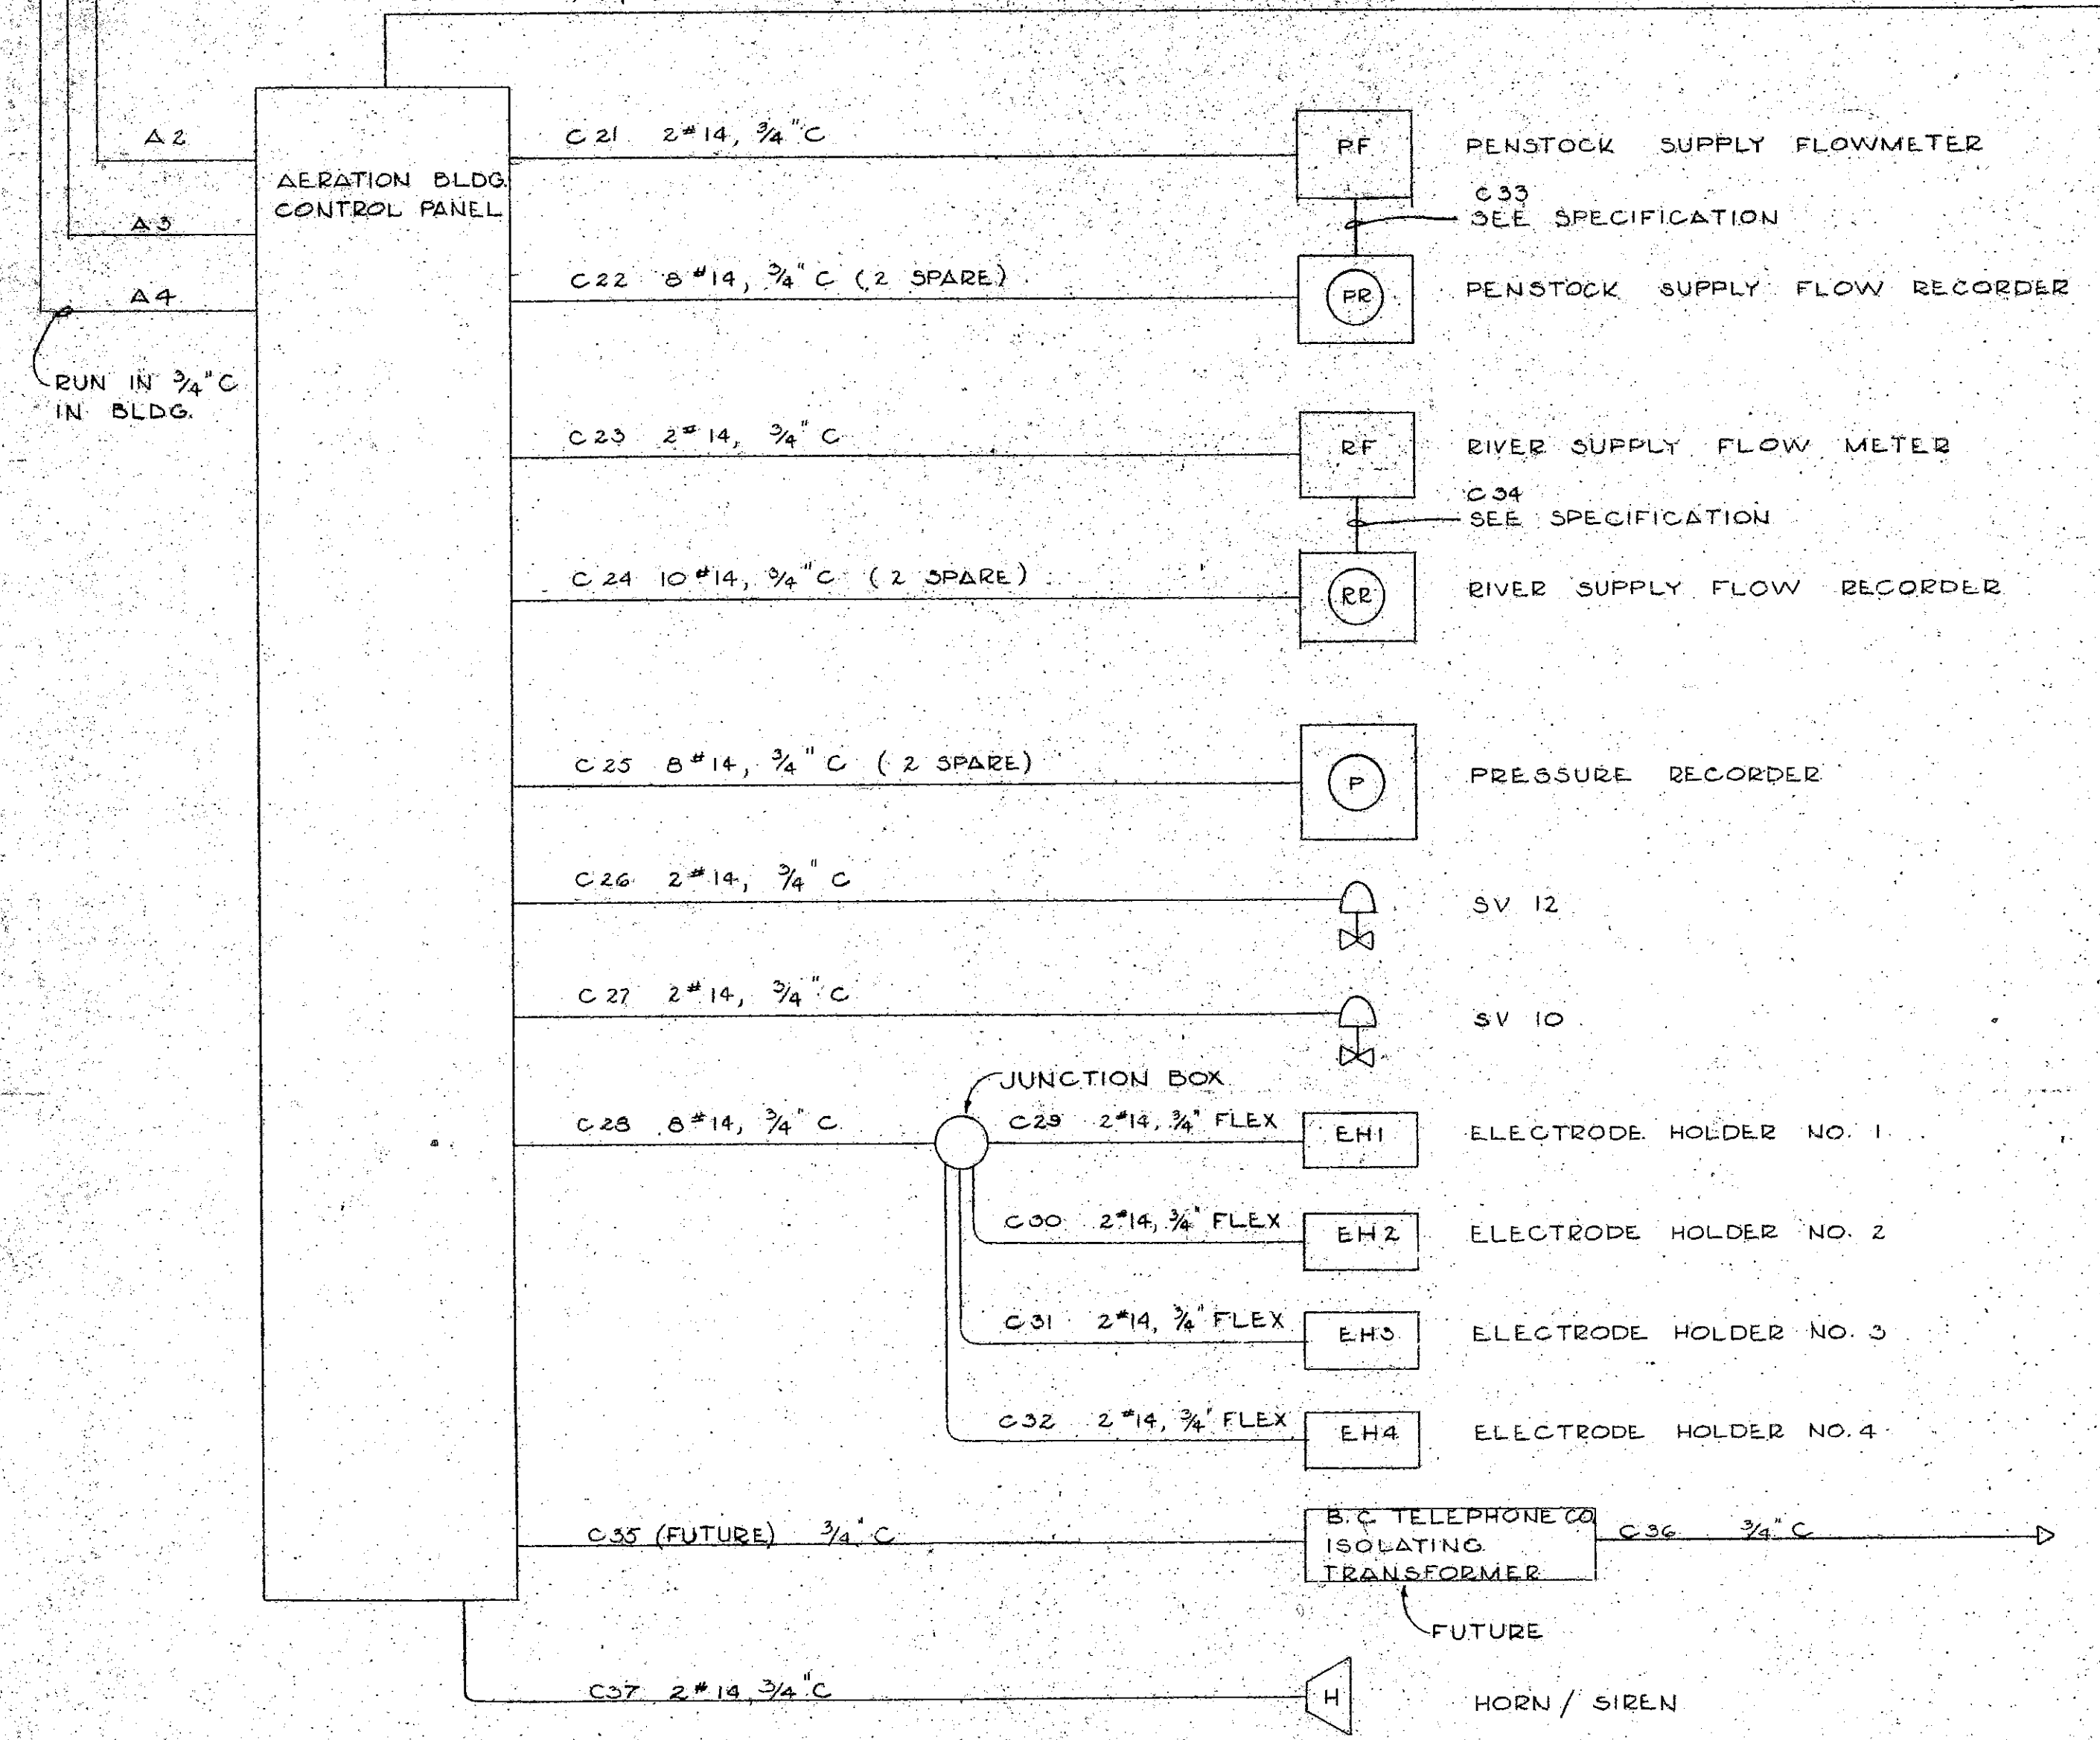 A2
A3
A4
RUN IN 3/4" C
IN BLDG.
AERATION BLDG.
CONTROL PANEL
C21 2#14, 3/4" C
PF
PENSTOCK SUPPLY FLOWMETER
C33
SEE SPECIFICATION
C22 8#14, 3/4" C (2 SPARE)
PR
PENSTOCK SUPPLY FLOW RECORDER
C23 2#14, 3/4" C
RF
RIVER SUPPLY FLOW METER
C34
SEE SPECIFICATION
C24 10#14, 3/4" C (2 SPARE)
RR
RIVER SUPPLY FLOW RECORDER
C25 8#14, 3/4" C (2 SPARE)
P
PRESSURE RECORDER
C26 2#14, 3/4" C
SV 12
C27 2#14, 3/4" C
SV 10
JUNCTION BOX
C28 8#14, 3/4" C
C29 2#14, 3/4" FLEX
EH1
ELECTRODE HOLDER NO. 1
C30 2#14, 3/4" FLEX
EH2
ELECTRODE HOLDER NO. 2
C31 2#14, 3/4" FLEX
EH3
ELECTRODE HOLDER NO. 3
C32 2#14, 3/4" FLEX
EH4
ELECTRODE HOLDER NO. 4
C35 (FUTURE) 3/4" C
B.C TELEPHONE CO
ISOLATING
TRANSFORMER
C36 3/4" C
FUTURE
C37 2#14, 3/4" C
H
HORN / SIREN